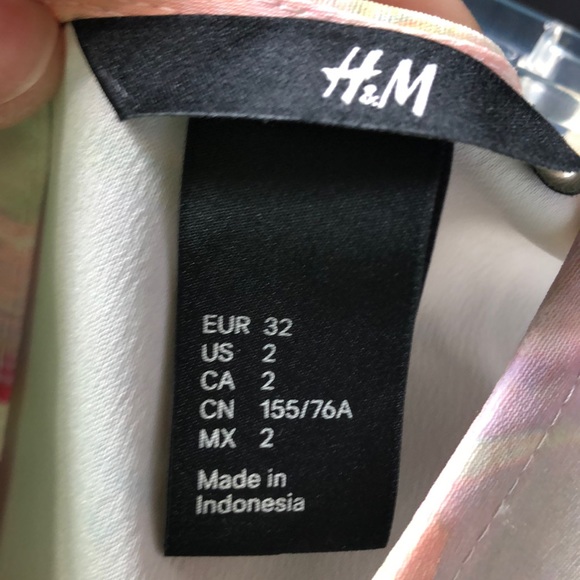 H&M
EUR 32
US 2
CA 2
CN 155/76A
MX 2
Made in
Indonesia